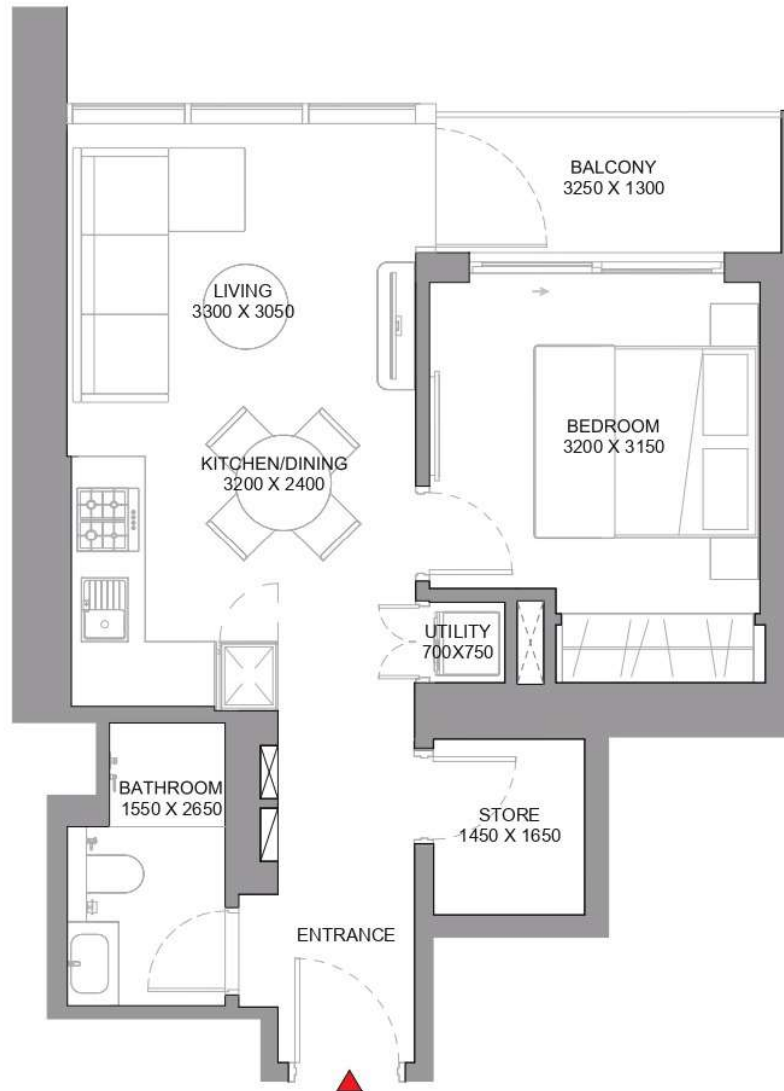 BALCONY
3250 X 1300
LIVING
3300 X 3050
BEDROOM
3200 X 3150
KITCHEN/DINING
3200 X 2400
UTILITY
700X750
BATHROOM
1550 X 2650
STORE
1450 X 1650
ENTRANCE